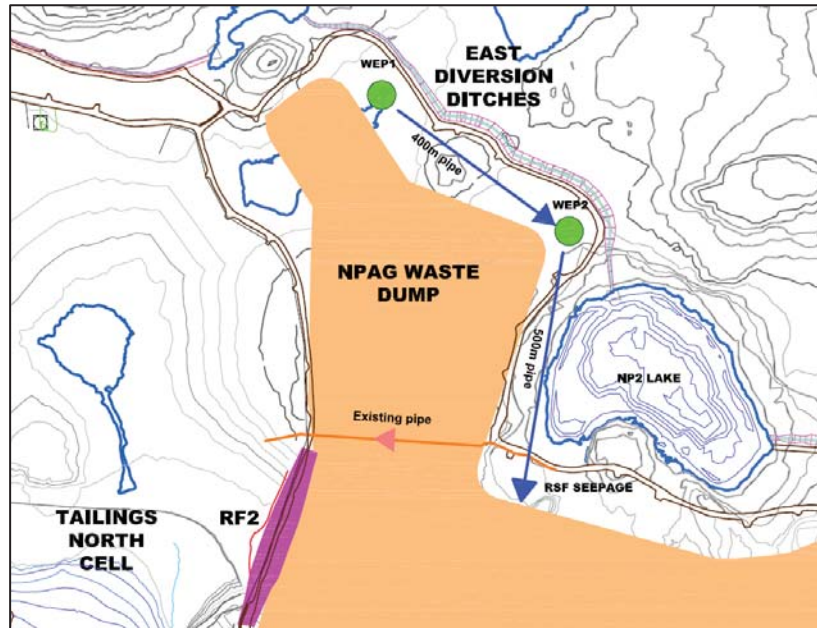 WEP1
EAST
DIVERSION
DITCHES
400m pipe
WEP2
NPAG WASTE
DUMP
500m pipe
NP2 LAKE
Existing pipe
RSF SEEPAGE
TAILINGS
NORTH
CELL
RF2